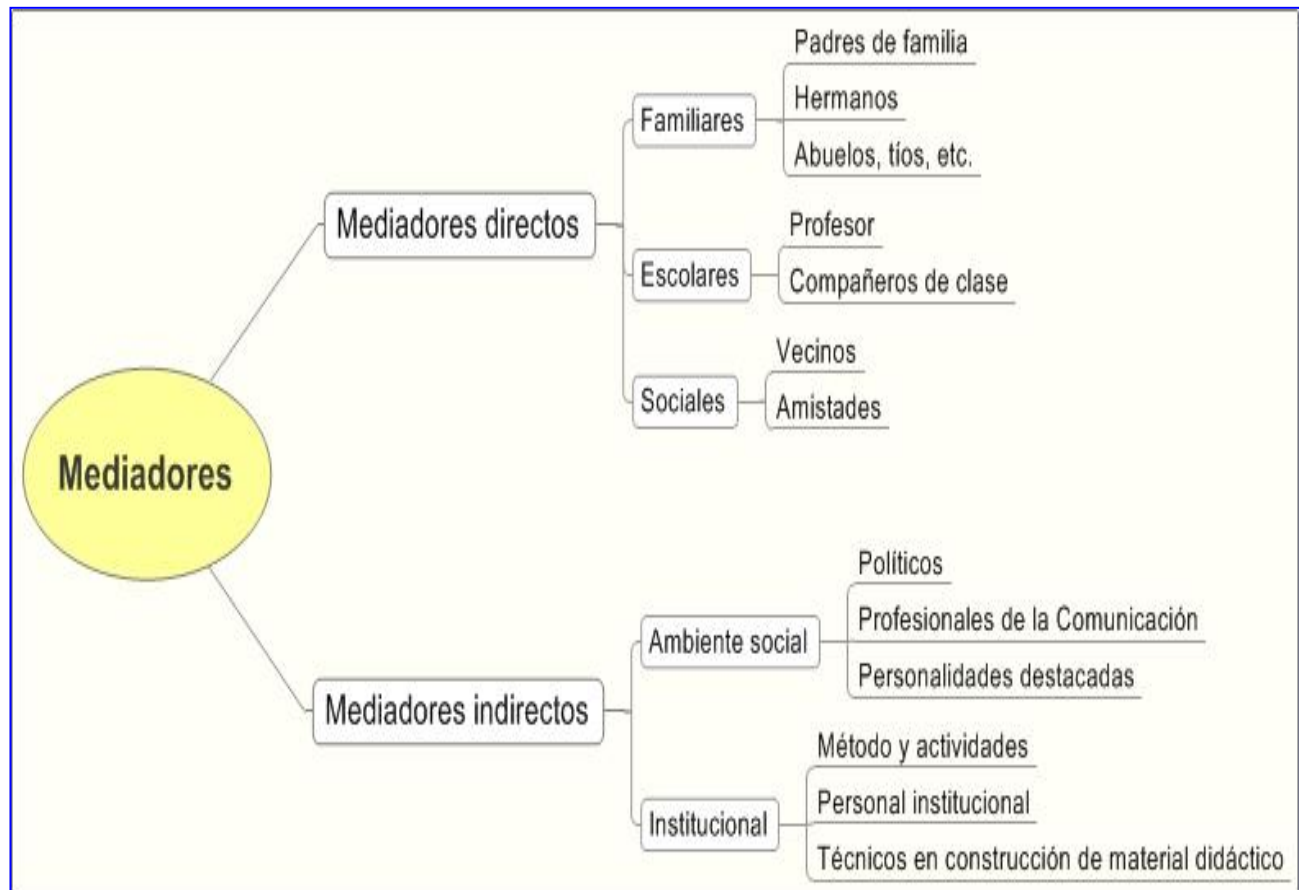 Mediadores
Mediadores directos
Familiares
Padres de familia
Hermanos
Abuelos, tíos, etc.
Escolares
Profesor
Compañeros de clase
Sociales
Vecinos
Amistades
Mediadores indirectos
Ambiente social
Políticos
Profesionales de la Comunicación
Personalidades destacadas
Institucional
Método y actividades
Personal institucional
Técnicos en construcción de material didáctico